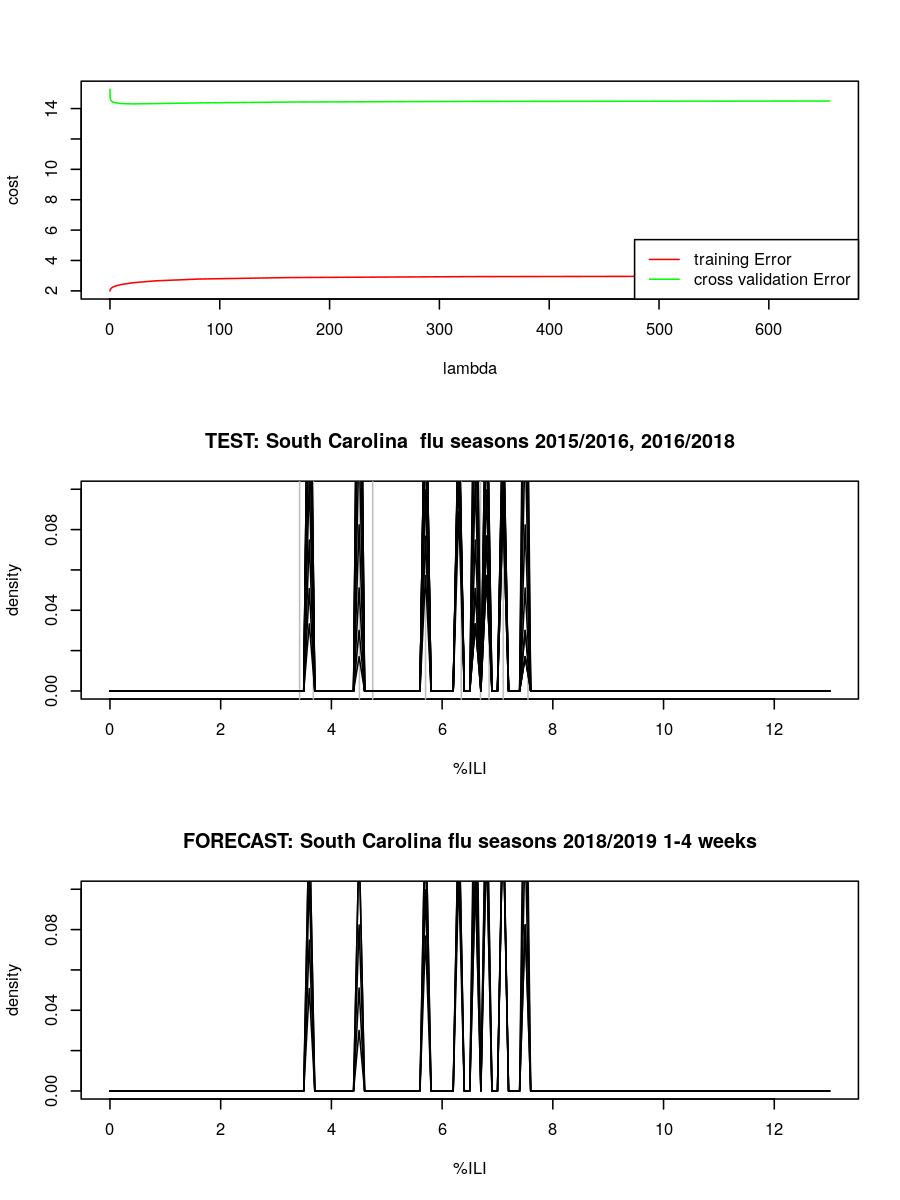 cost
14
10
8
6
4
2
training Error
cross validation Error
0 100 200 300 400 500 600
lambda
TEST: South Carolina  flu seasons 2015/2016, 2016/2018
density
0.08
0.04
0.00
0 2 4 6 8 10 12
%ILI
FORECAST: South Carolina flu seasons 2018/2019 1-4 weeks
density
0.08
0.04
0.00
0 2 4 6 8 10 12
%ILI